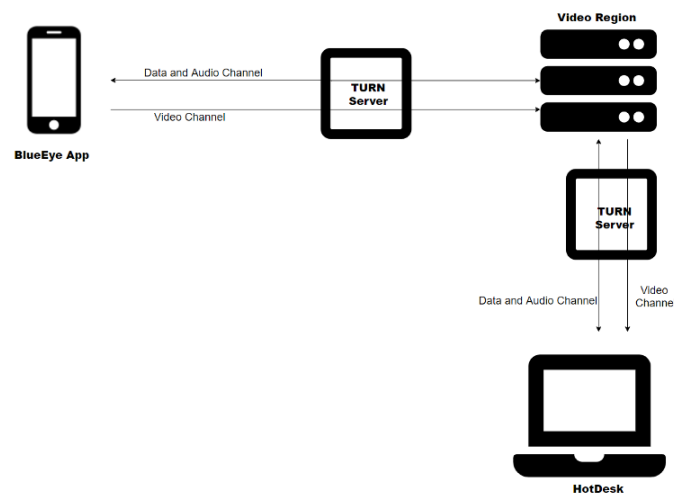 Video Region
Data and Audio Channel
TURN
Server
Video Channel
BlueEye App
TURN
Server
Data and Audio Channel
Video
Channe
HotDesk